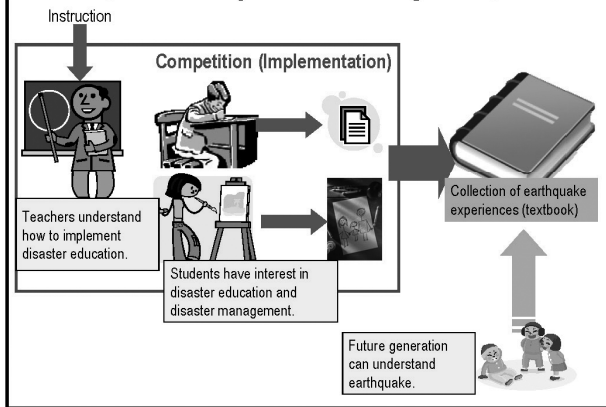 Instruction
Competition (Implementation)
Teachers understand
how to implement
disaster education.
Students have interest in
disaster education and
disaster management.
Collection of earthquake
experiences (textbook)
Future generation
can understand
earthquake.